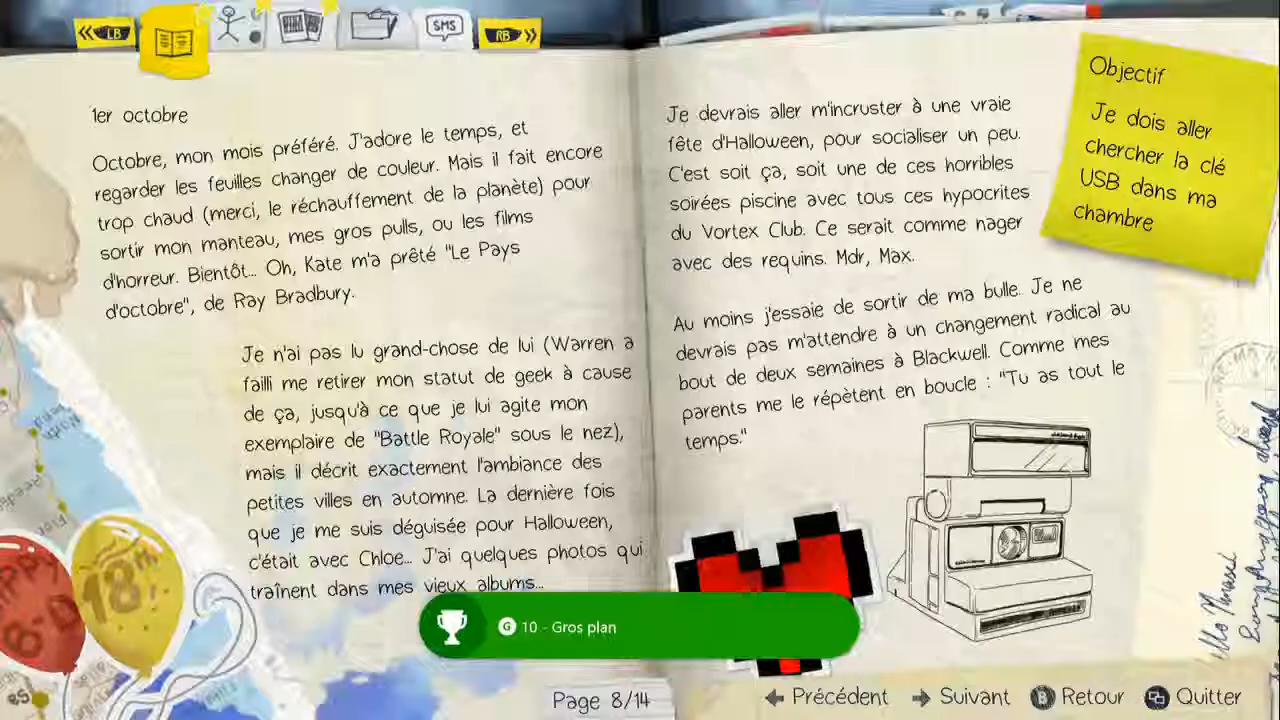 LB
SMS
RB
1er octobre
Octobre, mon mois préféré. J'adore le temps, et
regarder les feuilles changer de couleur. Mais il fait encore
trop chaud (merci, le réchauffement de la planète) pour
sortir mon manteau, mes gros pulls, ou les films
d'horreur. Bientôt... Oh, Kate m'a prêté "Le Pays
d'octobre", de Ray Bradbury.
Je n'ai pas lu grand-chose de lui (Warren a
failli me retirer mon statut de geek à cause
de ça, jusqu'à ce que je lui agite mon
exemplaire de "Battle Royale" sous le nez),
mais il décrit exactement l'ambiance des
petites villes en automne. La dernière fois
que je me suis déguisée pour Halloween,
c'était avec Chloe... J'ai quelques photos qui
traînent dans mes vieux albums...
Je devrais aller m'incruster à une vraie
fête d'Halloween, pour socialiser un peu.
C'est soit ça, soit une de ces horribles
soirées piscine avec tous ces hypocrites
du Vortex Club. Ce serait comme nager
avec des requins. Mdr, Max.
Au moins j'essaie de sortir de ma bulle. Je ne
devrais pas m'attendre à un changement radical au
bout de deux semaines à Blackwell. Comme mes
parents me le répètent en boucle : "Tu as tout le
temps."
Objectif
Je dois aller
chercher la clé
USB dans ma
chambre
18th
G 10 - Gros plan
Page 8/14
Précédent
Suivant
B Retour
Quitter